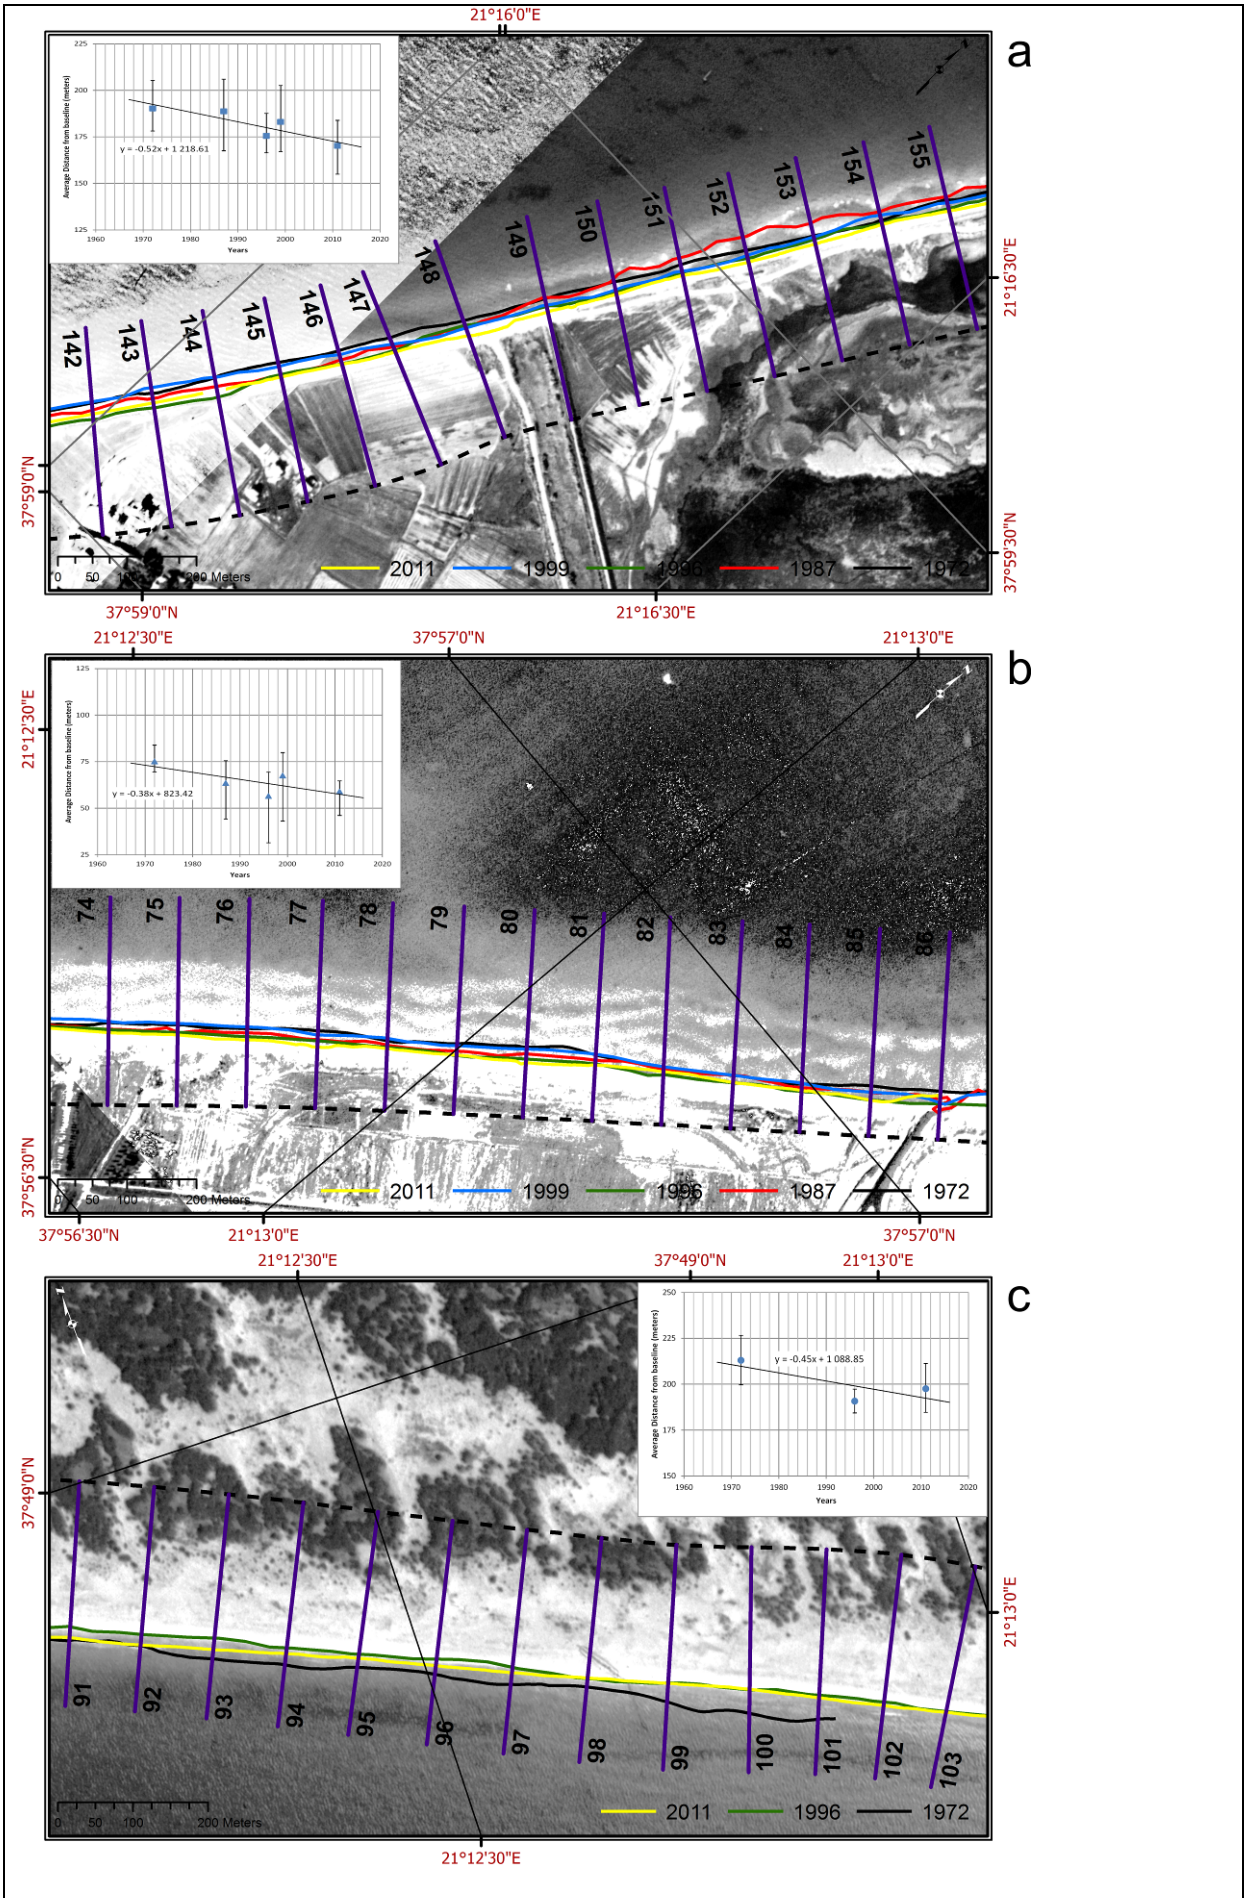 21°16'0"E
a
225
200
175
150
125
1960 1970 1980 1990 2000 2010 2020
Average Distance from baseline (meters)
Years
y = -0.52x + 1 218.61
142 143 144 145 146 147 148 149 150 151 152 153 154 155
21°16'30"E
37°59'0"N
37°59'30"N
0 50 100 200 Meters
2011 1999 1996 1987 1972
37°59'0"N 21°16'30"E
21°12'30"E 37°57'0"N 21°13'0"E
b
125
100
75
50
25
1960 1970 1980 1990 2000 2010 2020
Average Distance from baseline (meters)
Years
y = -0.38x + 823.42
21°12'30"E
74 75 76 77 78 79 80 81 82 83 84 85 86
37°56'30"N
0 50 100 200 Meters
2011 1999 1996 1987 1972
37°56'30"N 21°13'0"E 37°57'0"N
21°12'30"E 37°49'0"N 21°13'0"E
c
250
225
200
175
150
1960 1970 1980 1990 2000 2010 2020
Average Distance from baseline (meters)
Years
y = -0.45x + 1 088.85
37°49'0"N
21°13'0"E
91 92 93 94 95 96 97 98 99 100 101 102 103
0 50 100 200 Meters
2011 1996 1972
21°12'30"E